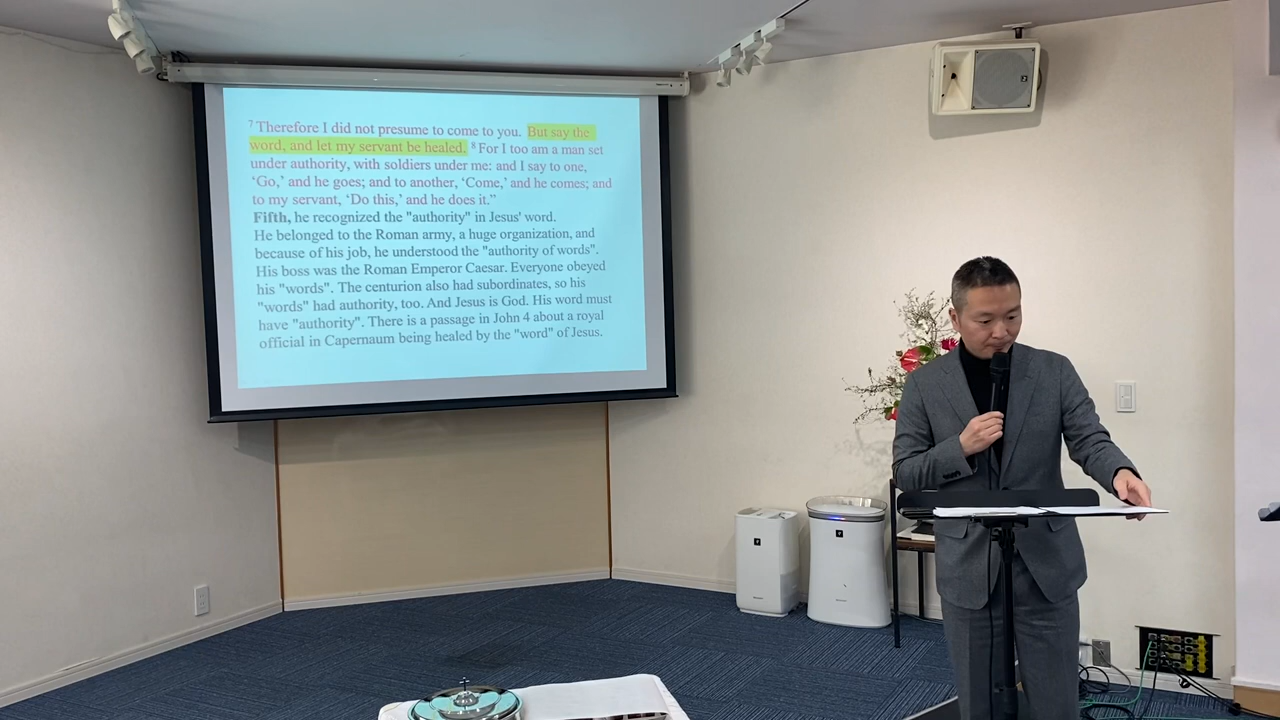 7 Therefore I did not presume to come to you. But say the
word, and let my servant be healed. 8 For I too am a man set
under authority, with soldiers under me: and I say to one,
‘Go,’ and he goes; and to another, ‘Come,’ and he comes; and
to my servant, ‘Do this,’ and he does it.”
Fifth, he recognized the "authority" in Jesus' word.
He belonged to the Roman army, a huge organization, and
because of his job, he understood the "authority of words".
His boss was the Roman Emperor Caesar. Everyone obeyed
his "words". The centurion also had subordinates, so his
"words" had authority, too. And Jesus is God. His word must
have "authority". There is a passage in John 4 about a royal
official in Capernaum being healed by the "word" of Jesus.